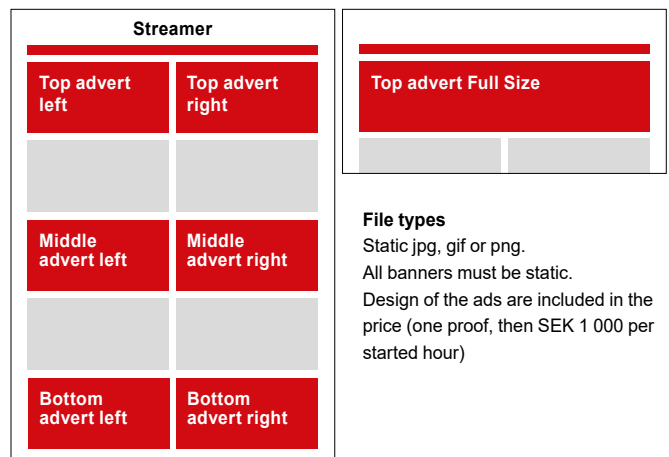 Streamer
Top advert
left
Top advert
right
Middle
advert left
Middle
advert right
Bottom
advert left
Bottom
advert right
Top advert Full Size
File types
Static jpg, gif or png.
All banners must be static.
Design of the ads are included in the
price (one proof, then SEK 1 000 per
started hour)